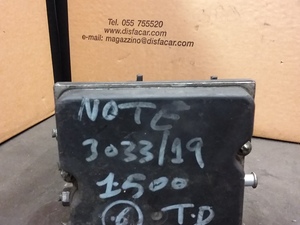 Tel. 055 755520
www.disfacar.com
e-mail: magazzino@disfacar.com
NOTE
3033/19
1500
6 T.D